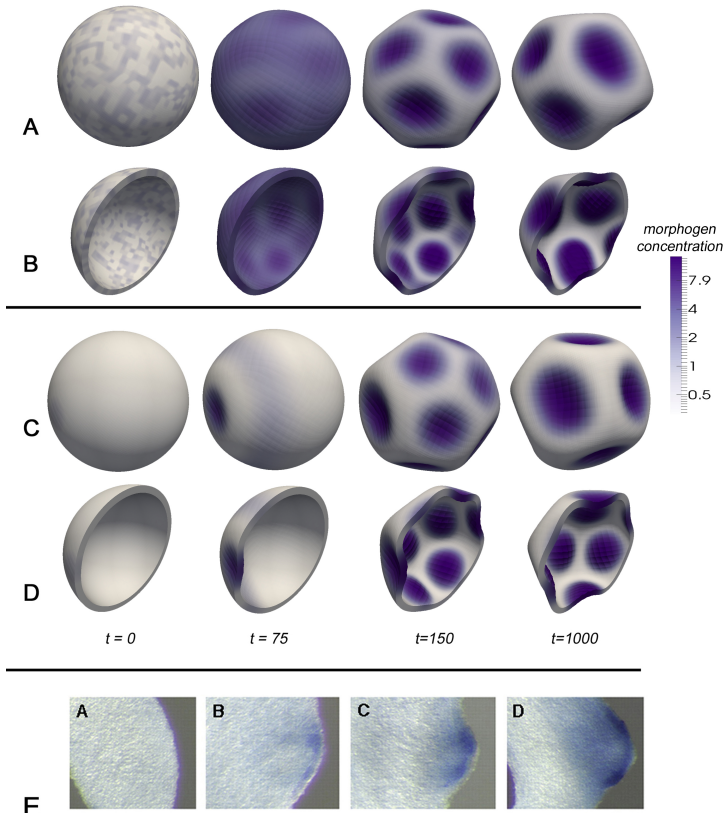 A
B
morphogen
concentration
7.9
4
2
1
0.5
C
D
t = 0
t = 75
t=150
t=1000
A
B
C
D